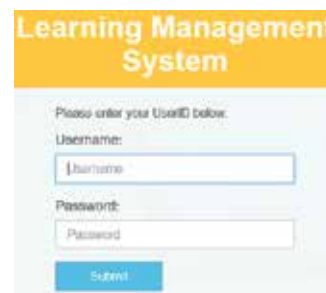 Learning Management
System
Please enter your UserID below.
Username:
Username
Password:
Password
Submit